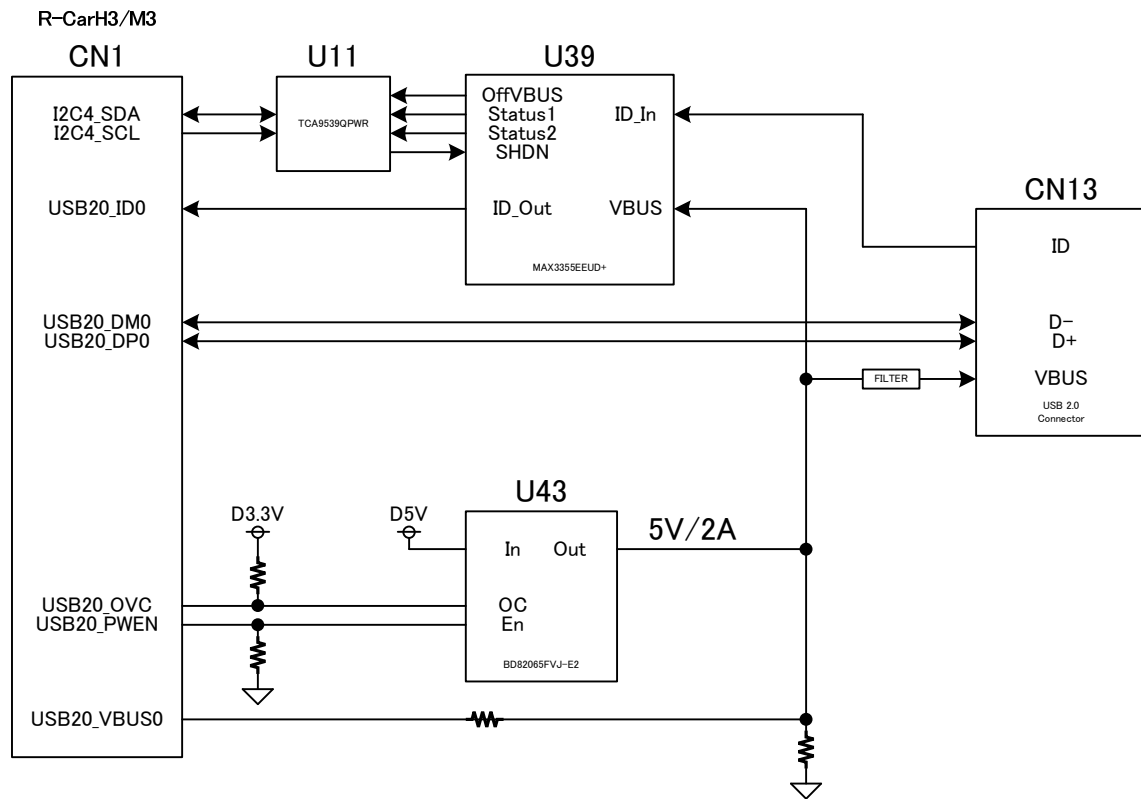 R-CarH3/M3
CN1
U11
U39
I2C4_SDA
I2C4_SCL
TCA9539QPWR
OffVBUS
Status1
Status2
SHDN
ID_In
USB20_ID0
ID_Out
VBUS
MAX3355EEUD+
CN13
ID
USB20_DM0
USB20_DP0
D-
D+
FILTER
VBUS
USB 2.0
Connector
U43
D3.3V
D5V
In
Out
5V/2A
USB20_OVC
USB20_PWEN
OC
En
BD82065FVJ-E2
USB20_VBUS0